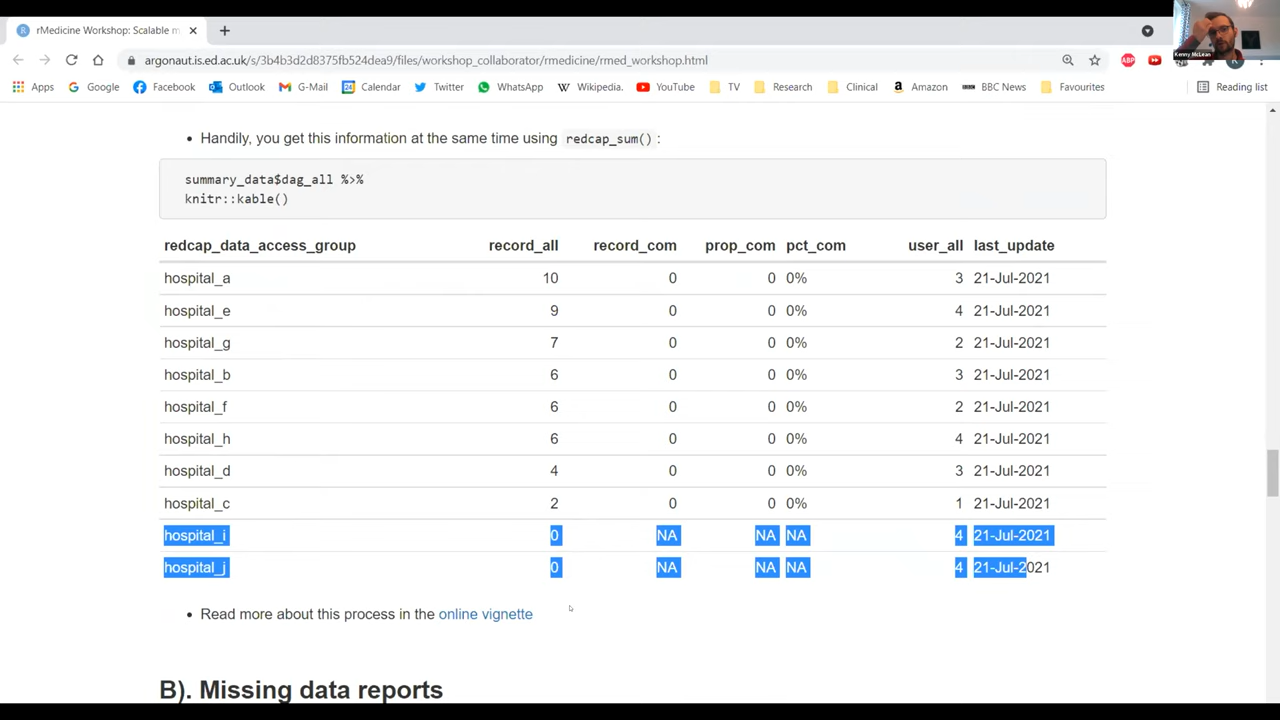 rMedicine Workshop: Scalable m
Kenny McLean
argonaut.is.ed.ac.uk/s/3b4b3d2d8375fb524dea9/files/workshop_collaborator/rmedicine/rmed_workshop.html
ABP
Apps Google Facebook Outlook G-Mail Calendar Twitter WhatsApp Wikipedia. YouTube TV Research Clinical Amazon BBC News Favourites Reading list
• Handily, you get this information at the same time using redcap_sum() :
summary_data$dag_all %>%
knitr::kable()
redcap_data_access_group record_all record_com prop_com pct_com user_all last_update
hospital_a 10 0 0 0% 3 21-Jul-2021
hospital_e 9 0 0 0% 4 21-Jul-2021
hospital_g 7 0 0 0% 2 21-Jul-2021
hospital_b 6 0 0 0% 3 21-Jul-2021
hospital_f 6 0 0 0% 2 21-Jul-2021
hospital_h 6 0 0 0% 4 21-Jul-2021
hospital_d 4 0 0 0% 3 21-Jul-2021
hospital_c 2 0 0 0% 1 21-Jul-2021
hospital_i 0 NA NA NA 4 21-Jul-2021
hospital_j 0 NA NA NA 4 21-Jul-2021
• Read more about this process in the online vignette
B). Missing data reports